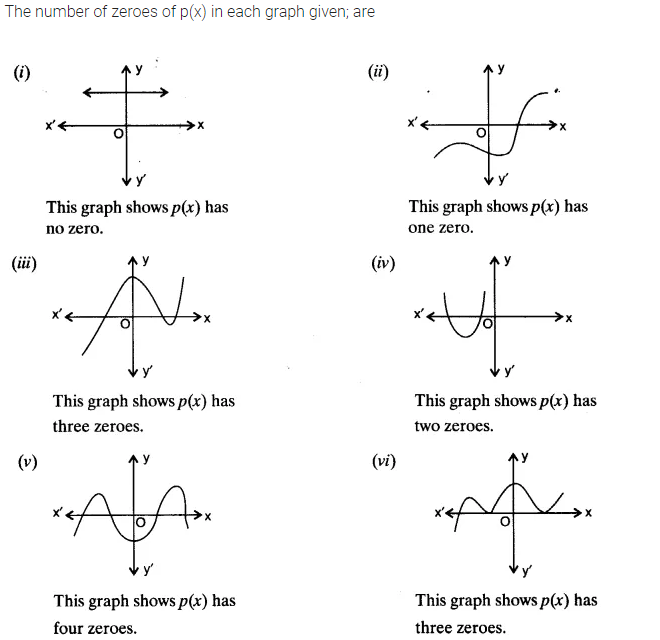 The number of zeroes of p(x) in each graph given; are
(i) (ii)
y y
x' O x x' O x
y' y'
This graph shows p(x) has This graph shows p(x) has
no zero. one zero.
(iii) (iv)
y y
x' O x x' O x
y' y'
This graph shows p(x) has This graph shows p(x) has
three zeroes. two zeroes.
(v) (vi)
y y
x' O x x' O x
y' y'
This graph shows p(x) has This graph shows p(x) has
four zeroes. three zeroes.